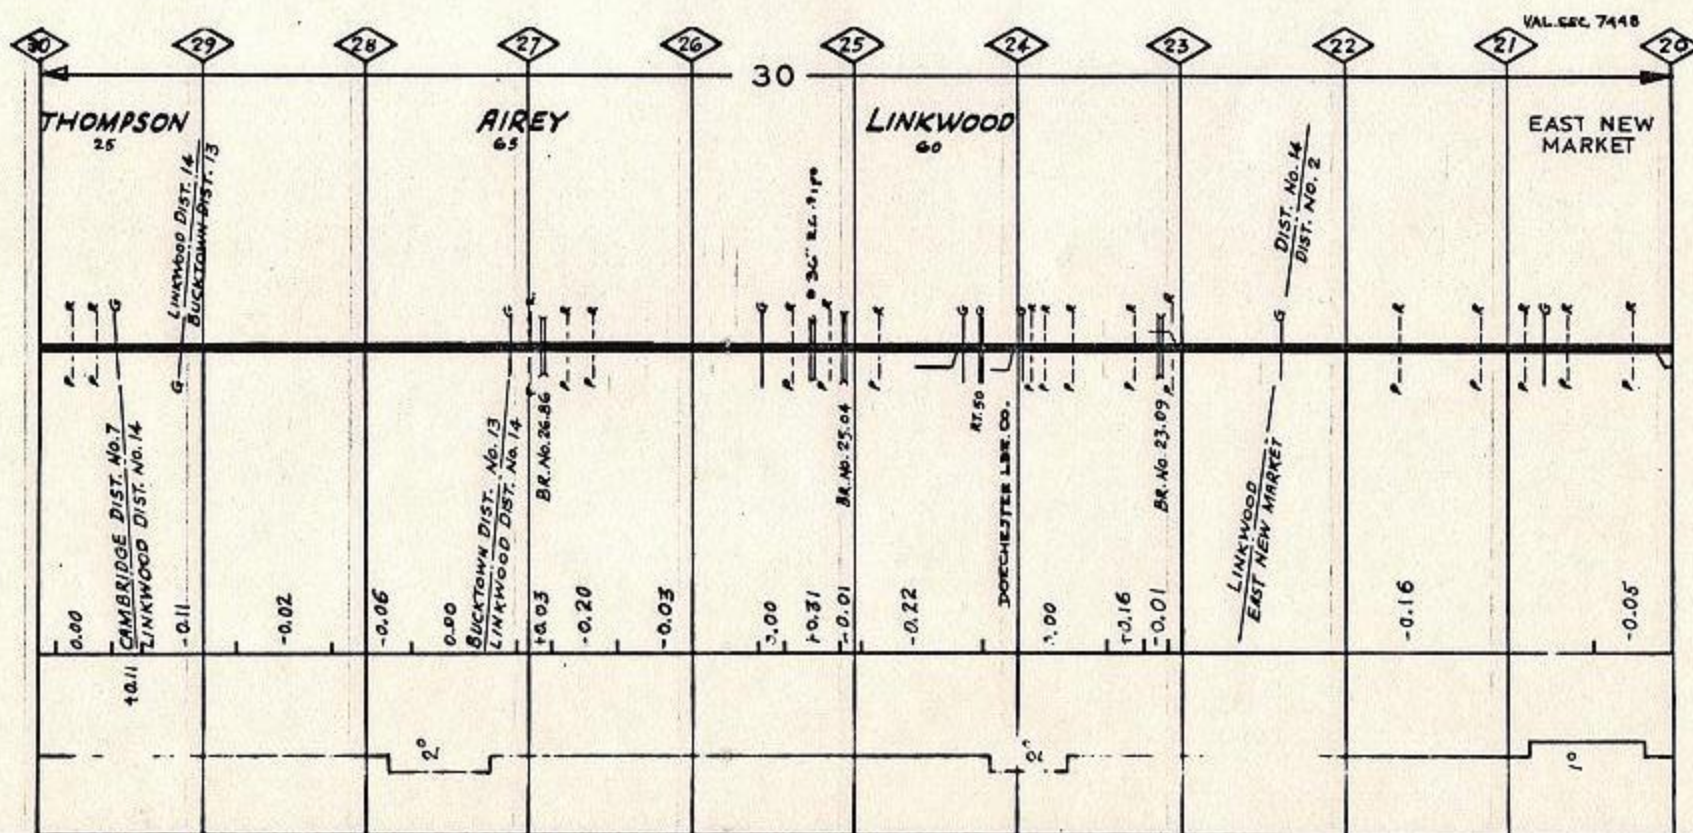 VAL. SEC. 7448
30 29 28 27 26 25 24 23 22 21 20
30
THOMPSON
25
AIREY
65
LINKWOOD
60
EAST NEW
MARKET
LINKWOOD DIST. 14
BUCKTOWN DIST. 13
36"
DIST. No. 14
DIST. NO. 2
R R G R R R G R R R G G G R R R R R G R R R G R R
P P G P P P P P P P P P P P P P P P P P
CAMBRIDGE DIST. No. 7
LINKWOOD DIST. No. 14
BUCKTOWN DIST. No. 13
LINKWOOD DIST. No. 14
BR. No. 26.86
BR. No. 25.04
RT. 50
DORCHESTER LBR. CO.
BR. No. 23.09
LINKWOOD
EAST NEW MARKET
0.00 -0.11 -0.02 -0.06 0.00 +0.03 -0.20 -0.03 +0.31 -0.01 -0.22 +0.16 -0.01 -0.16 -0.05
+0.11
2° 2° 1°